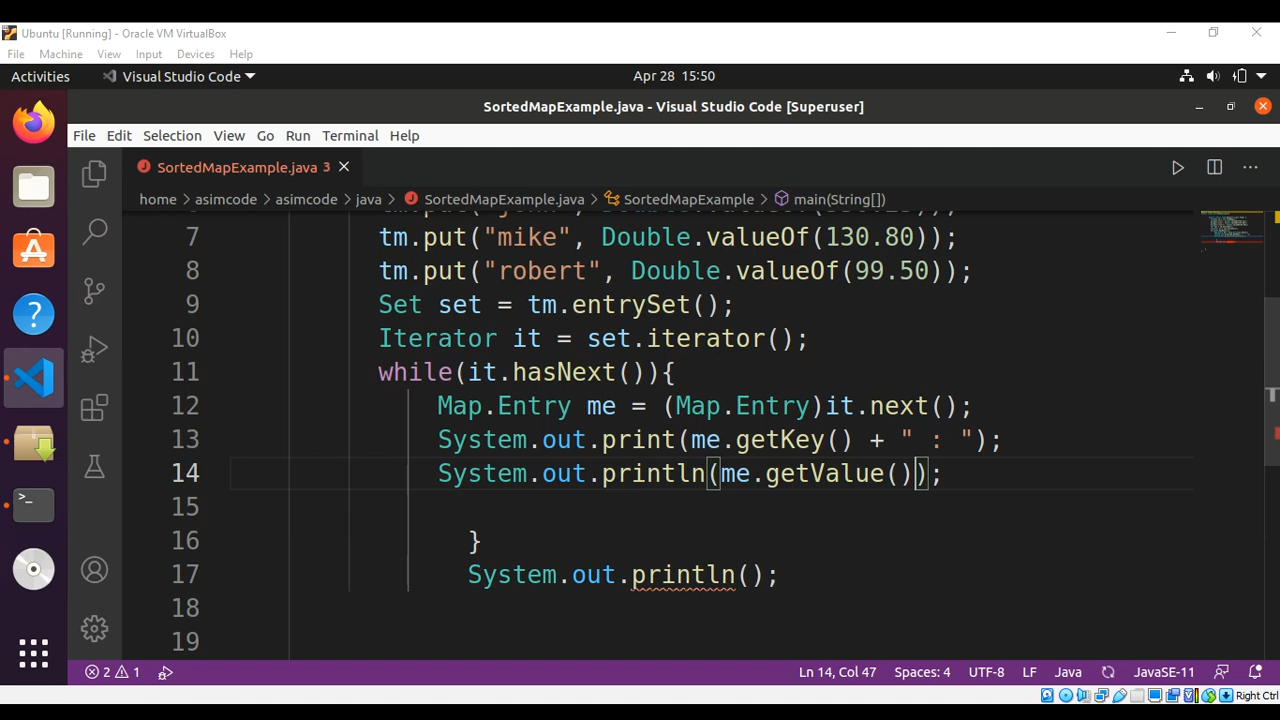 Ubuntu [Running] - Oracle VM VirtualBox
File Machine View Input Devices Help
Activities Visual Studio Code Apr 28 15:50
SortedMapExample.java - Visual Studio Code [Superuser]
File Edit Selection View Go Run Terminal Help
SortedMapExample.java 3
home > asimcode > asimcode > java > SortedMapExample.java > SortedMapExample > main(String[])
7 tm.put("mike", Double.valueOf(130.80));
8 tm.put("robert", Double.valueOf(99.50));
9 Set set = tm.entrySet();
10 Iterator it = set.iterator();
11 while(it.hasNext()){
12 Map.Entry me = (Map.Entry)it.next();
13 System.out.print(me.getKey() + " : ");
14 System.out.println(me.getValue());
15
16 }
17 System.out.println();
18
19
2 1 Ln 14, Col 47 Spaces: 4 UTF-8 LF Java JavaSE-11
Right Ctrl